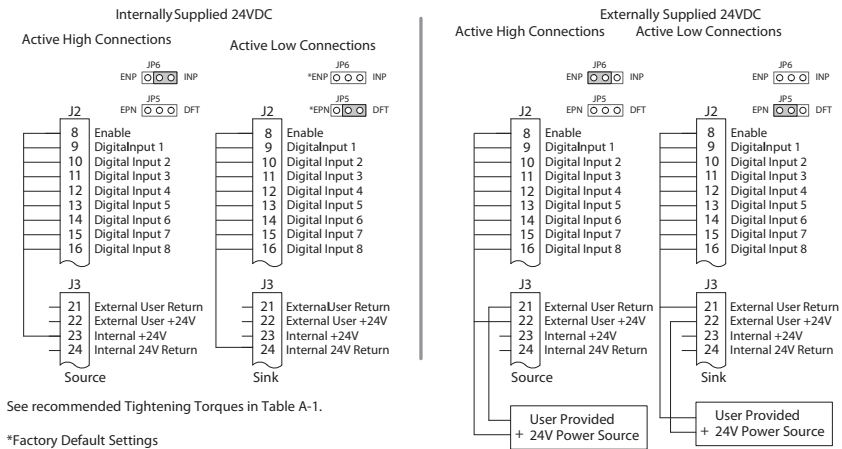 Internally Supplied 24VDC
Active High Connections
Active Low Connections
JP6
ENP INP
JP5
EPN DFT
J2
8 Enable
9 DigitalInput 1
10 Digital Input 2
11 Digital Input 3
12 Digital Input 4
13 Digital Input 5
14 Digital Input 6
15 Digital Input 7
16 Digital Input 8
J3
21 External User Return
22 External User +24V
23 Internal +24V
24 Internal 24V Return
Source
JP6
*ENP INP
JP5
*EPN DFT
J2
8 Enable
9 DigitalInput 1
10 Digital Input 2
11 Digital Input 3
12 Digital Input 4
13 Digital Input 5
14 Digital Input 6
15 Digital Input 7
16 Digital Input 8
J3
21 External User Return
22 External User +24V
23 Internal +24V
24 Internal 24V Return
Sink
See recommended Tightening Torques in Table A-1.
*Factory Default Settings
Externally Supplied 24VDC
Active High Connections
Active Low Connections
JP6
ENP INP
JP5
EPN DFT
J2
8 Enable
9 DigitalInput 1
10 Digital Input 2
11 Digital Input 3
12 Digital Input 4
13 Digital Input 5
14 Digital Input 6
15 Digital Input 7
16 Digital Input 8
J3
21 External User Return
22 External User +24V
23 Internal +24V
24 Internal 24V Return
Source
User Provided
+ 24V Power Source
JP6
ENP INP
JP5
EPN DFT
J2
8 Enable
9 DigitalInput 1
10 Digital Input 2
11 Digital Input 3
12 Digital Input 4
13 Digital Input 5
14 Digital Input 6
15 Digital Input 7
16 Digital Input 8
J3
21 External User Return
22 External User +24V
23 Internal +24V
24 Internal 24V Return
Sink
User Provided
+ 24V Power Source